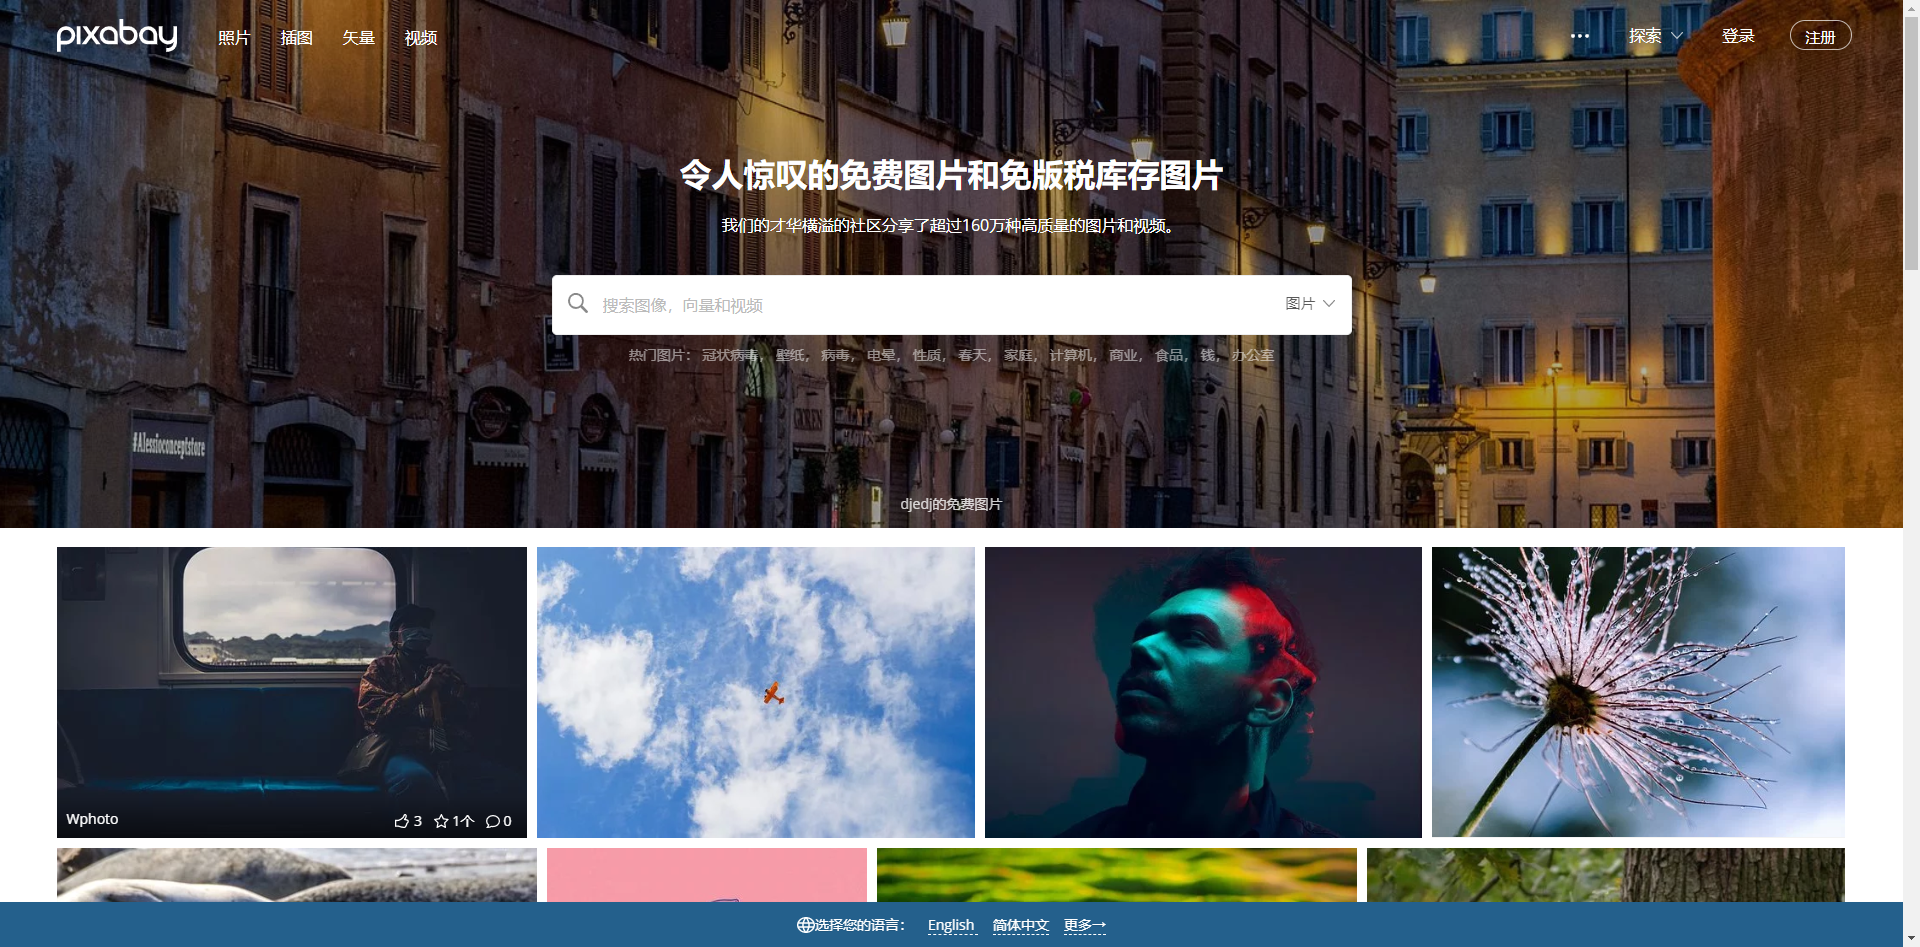 pixabay 照片 插图 矢量 视频 ••• 探索 登录 注册
令人惊叹的免费图片和免版税库存图片
我们的才华横溢的社区分享了超过160万种高质量的图片和视频。
搜索图像，向量和视频 图片
热门图片： 冠状病毒， 壁纸， 病毒， 电晕， 性质， 春天， 家庭， 计算机， 商业， 食品， 钱， 办公室
#Alessioconceptstore
djedj的免费图片
Wphoto 3 1个 0
选择您的语言： English 简体中文 更多→